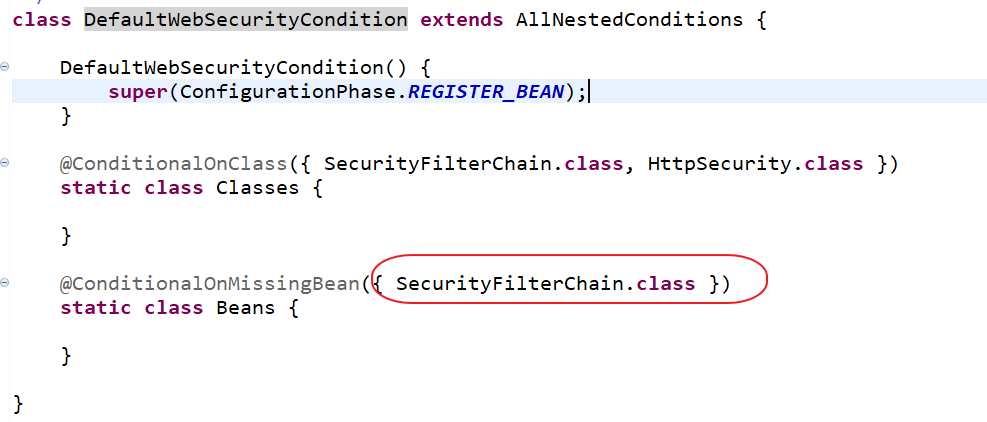 class DefaultWebSecurityCondition extends AllNestedConditions {
DefaultWebSecurityCondition() {
super(ConfigurationPhase.REGISTER_BEAN);
}
@ConditionalOnClass({ SecurityFilterChain.class, HttpSecurity.class })
static class Classes {
}
@ConditionalOnMissingBean({ SecurityFilterChain.class })
static class Beans {
}
}